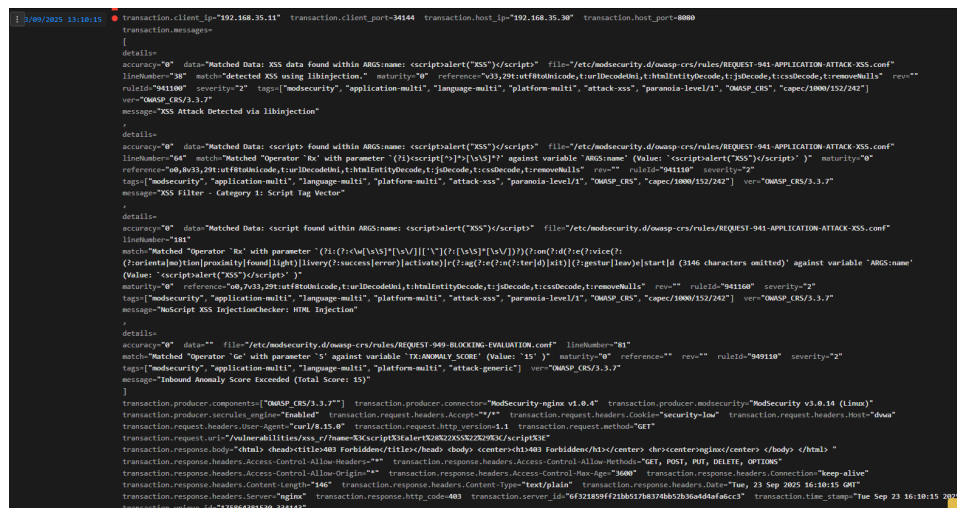 3/09/2025 13:10:15 transaction.client_ip="192.168.35.11" transaction.client_port=34144 transaction.host_ip="192.168.35.30" transaction.host_port=8080
transaction.messages=
[
details=
accuracy="0" data="Matched Data: XSS data found within ARGS:name: <script>alert("XSS")</script>" file="/etc/modsecurity.d/owasp-crs/rules/REQUEST-941-APPLICATION-ATTACK-XSS.conf"
lineNumber="38" match="detected XSS using libinjection." maturity="0" reference="v33,29t:utf8toUnicode,t:urlDecodeUni,t:htmlEntityDecode,t:jsDecode,t:cssDecode,t:removeNulls" rev=""
ruleId="941100" severity="2" tags=["modsecurity","application-multi","language-multi","platform-multi","attack-xss","paranoia-level/1","OWASP_CRS","capec/1000/152/242"]
ver="OWASP_CRS/3.3.7"
message="XSS Attack Detected via libinjection"
,
details=
accuracy="0" data="Matched Data: <script> found within ARGS:name: <script>alert("XSS")</script>" file="/etc/modsecurity.d/owasp-crs/rules/REQUEST-941-APPLICATION-ATTACK-XSS.conf"
lineNumber="64" match="Matched "Operator `Rx' with parameter `(?i)<script[^>]*>[\s\S]*?' against variable `ARGS:name' (Value: `<script>alert("XSS")</script>' )" maturity="0"
reference="o0,8v33,29t:utf8toUnicode,t:urlDecodeUni,t:htmlEntityDecode,t:jsDecode,t:cssDecode,t:removeNulls" rev="" ruleId="941110" severity="2"
tags=["modsecurity","application-multi","language-multi","platform-multi","attack-xss","paranoia-level/1","OWASP_CRS","capec/1000/152/242"] ver="OWASP_CRS/3.3.7"
message="XSS Filter - Category 1: Script Tag Vector"
,
details=
accuracy="0" data="Matched Data: <script found within ARGS:name: <script>alert("XSS")</script>" file="/etc/modsecurity.d/owasp-crs/rules/REQUEST-941-APPLICATION-ATTACK-XSS.conf"
lineNumber="181"
match="Matched "Operator `Rx' with parameter `(?i:(?:<\w[\s\S]*[\s\/]|['\"](?:[\s\S]*[\s\/])?)(?:on(?:d(?:e(?:vice(?:
(?:orienta|mo)tion|proximity|found|light)|livery(?:success|error)|activate)|r(?:ag(?:e(?:n(?:ter|d)|xit)|(?:gestur|leav)e|start|d (3146 characters omitted)' against variable `ARGS:name'
(Value: `<script>alert("XSS")</script>' )"
maturity="0" reference="o0,7v33,29t:utf8toUnicode,t:urlDecodeUni,t:htmlEntityDecode,t:jsDecode,t:cssDecode,t:removeNulls" rev="" ruleId="941160" severity="2"
tags=["modsecurity","application-multi","language-multi","platform-multi","attack-xss","paranoia-level/1","OWASP_CRS","capec/1000/152/242"] ver="OWASP_CRS/3.3.7"
message="NoScript XSS InjectionChecker: HTML Injection"
,
details=
accuracy="0" data="" file="/etc/modsecurity.d/owasp-crs/rules/REQUEST-949-BLOCKING-EVALUATION.conf" lineNumber="81"
match="Matched "Operator `Ge' with parameter `5' against variable `TX:ANOMALY_SCORE' (Value: `15' )" maturity="0" reference="" rev="" ruleId="949110" severity="2"
tags=["modsecurity","application-multi","language-multi","platform-multi","attack-generic"] ver="OWASP_CRS/3.3.7"
message="Inbound Anomaly Score Exceeded (Total Score: 15)"
]
transaction.producer.components=["OWASP_CRS/3.3.7""] transaction.producer.connector="ModSecurity-nginx v1.0.4" transaction.producer.modsecurity="ModSecurity v3.0.14 (Linux)"
transaction.producer.secrules_engine="Enabled" transaction.request.headers.Accept="*/*" transaction.request.headers.Cookie="security=low" transaction.request.headers.Host="dvwa"
transaction.request.headers.User-Agent="curl/8.15.0" transaction.request.http_version=1.1 transaction.request.method="GET"
transaction.request.uri="/vulnerabilities/xss_r/?name=%3Cscript%3Ealert%28%22XSS%22%29%3C/script%3E"
transaction.response.body="<html> <head><title>403 Forbidden</title></head> <body> <center><h1>403 Forbidden</h1></center> <hr><center>nginx</center> </body> </html> "
transaction.response.headers.Access-Control-Allow-Headers="*" transaction.response.headers.Access-Control-Allow-Methods="GET, POST, PUT, DELETE, OPTIONS"
transaction.response.headers.Access-Control-Allow-Origin="*" transaction.response.headers.Access-Control-Max-Age="3600" transaction.response.headers.Connection="keep-alive"
transaction.response.headers.Content-Length="146" transaction.response.headers.Content-Type="text/plain" transaction.response.headers.Date="Tue, 23 Sep 2025 16:10:15 GMT"
transaction.response.headers.Server="nginx" transaction.response.http_code=403 transaction.server_id="6f321859ff21bb517b8374bb52b36a4d4afa6cc3" transaction.time_stamp="Tue Sep 23 16:10:15 202